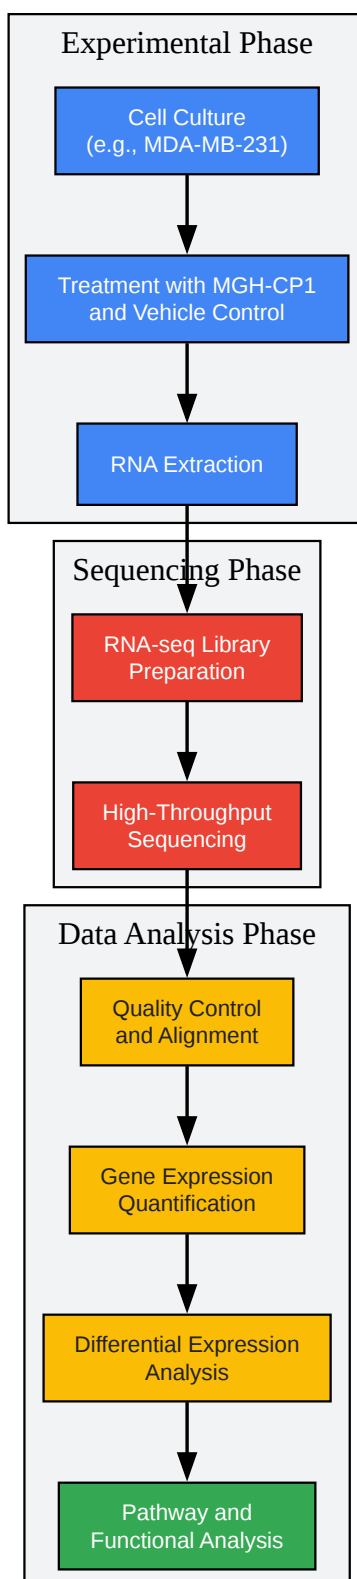 Experimental Phase
Cell Culture
(e.g., MDA-MB-231)
Treatment with MGH-CP1
and Vehicle Control
RNA Extraction
Sequencing Phase
RNA-seq Library
Preparation
High-Throughput
Sequencing
Data Analysis Phase
Quality Control
and Alignment
Gene Expression
Quantification
Differential Expression
Analysis
Pathway and
Functional Analysis